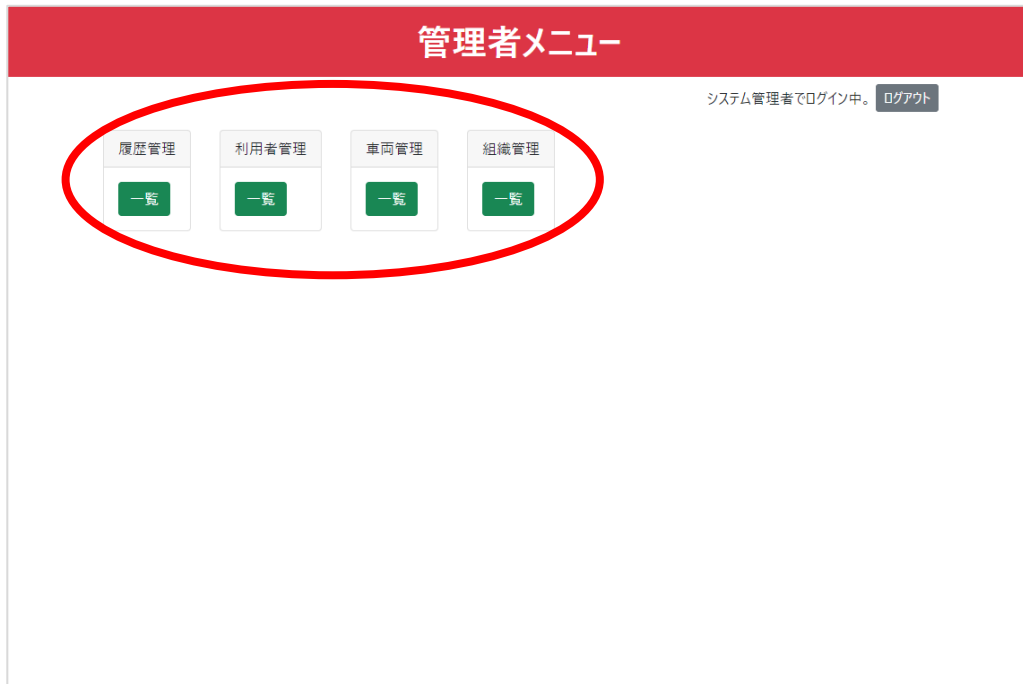 管理者メニュー
システム管理者でログイン中。 ログアウト
履歴管理 利用者管理 車両管理 組織管理
一覧 一覧 一覧 一覧